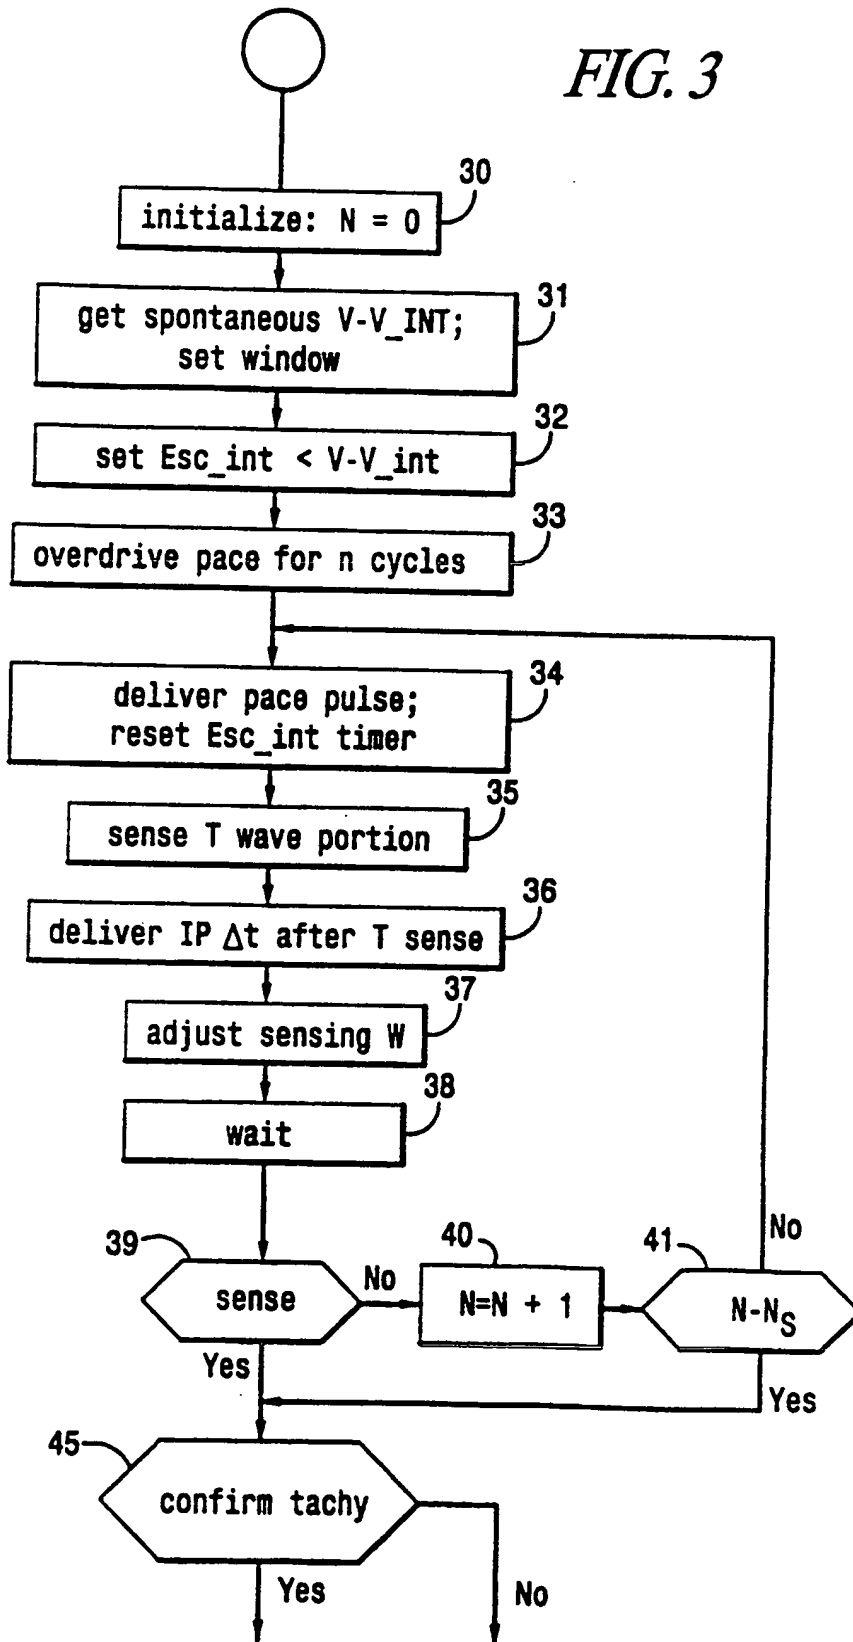 FIG. 3
30
initialize: N = 0
31
get spontaneous V-V_INT;
set window
32
set Esc_int < V-V_int
33
overdrive pace for n cycles
34
deliver pace pulse;
reset Esc_int timer
35
sense T wave portion
36
deliver IP Δt after T sense
37
adjust sensing W
38
wait
39
sense
No
40
N=N + 1
41
N-NS
No
Yes
Yes
45
confirm tachy
Yes
No